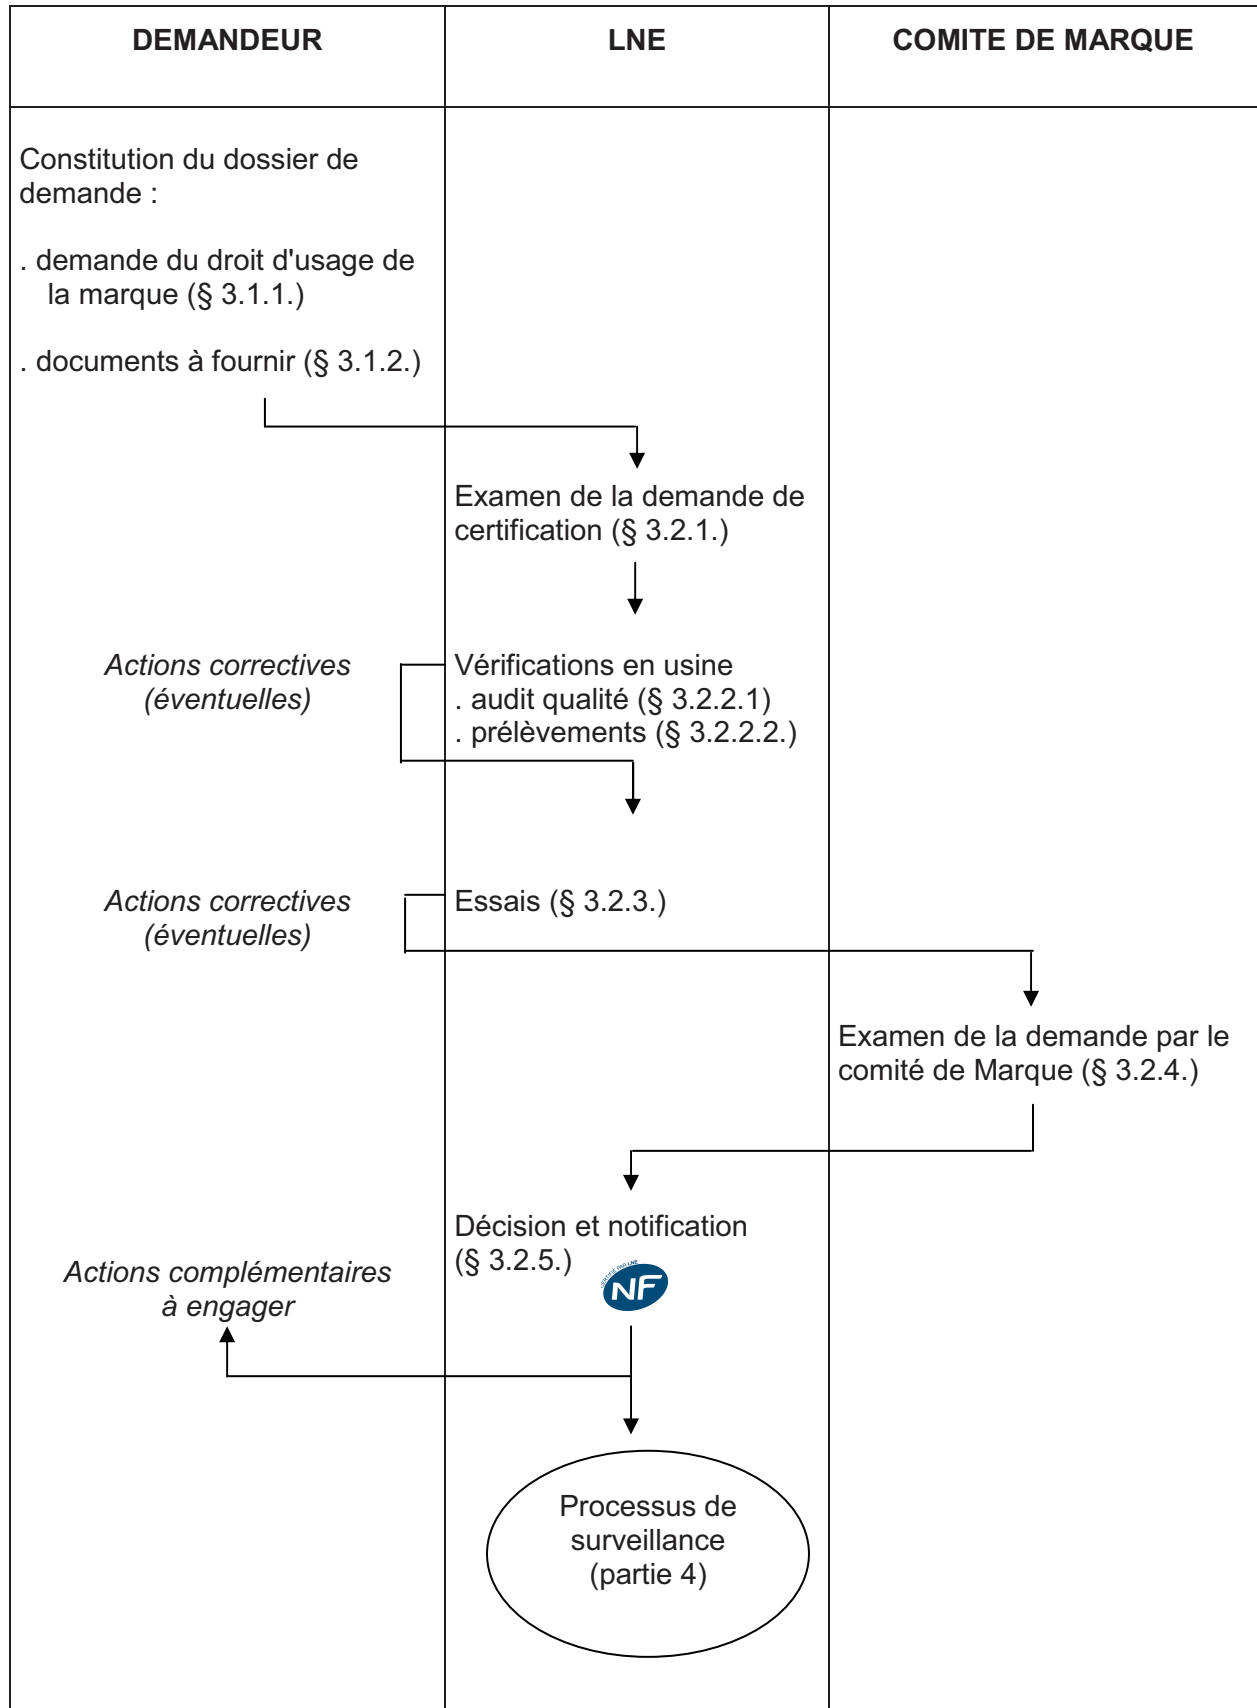 DEMANDEUR
LNE
COMITE DE MARQUE
Constitution du dossier de
demande :
. demande du droit d'usage de
la marque (§ 3.1.1.)
. documents à fournir (§ 3.1.2.)
Examen de la demande de
certification (§ 3.2.1.)
Actions correctives
(éventuelles)
Vérifications en usine
. audit qualité (§ 3.2.2.1)
. prélèvements (§ 3.2.2.2.)
Actions correctives
(éventuelles)
Essais (§ 3.2.3.)
Examen de la demande par le
comité de Marque (§ 3.2.4.)
Décision et notification
(§ 3.2.5.)
CERTIFIÉ PAR LNE
NF
Actions complémentaires
à engager
Processus de
surveillance
(partie 4)